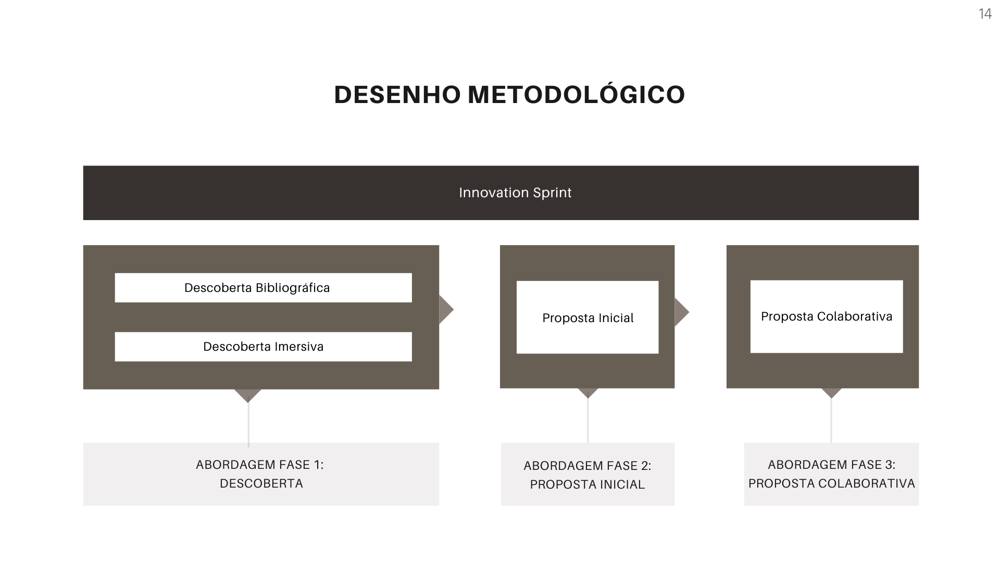 14
DESENHO METODOLÓGICO
Innovation Sprint
Descoberta Bibliográfica
Descoberta Imersiva
Proposta Inicial
Proposta Colaborativa
ABORDAGEM FASE 1:
DESCOBERTA
ABORDAGEM FASE 2:
PROPOSTA INICIAL
ABORDAGEM FASE 3:
PROPOSTA COLABORATIVA